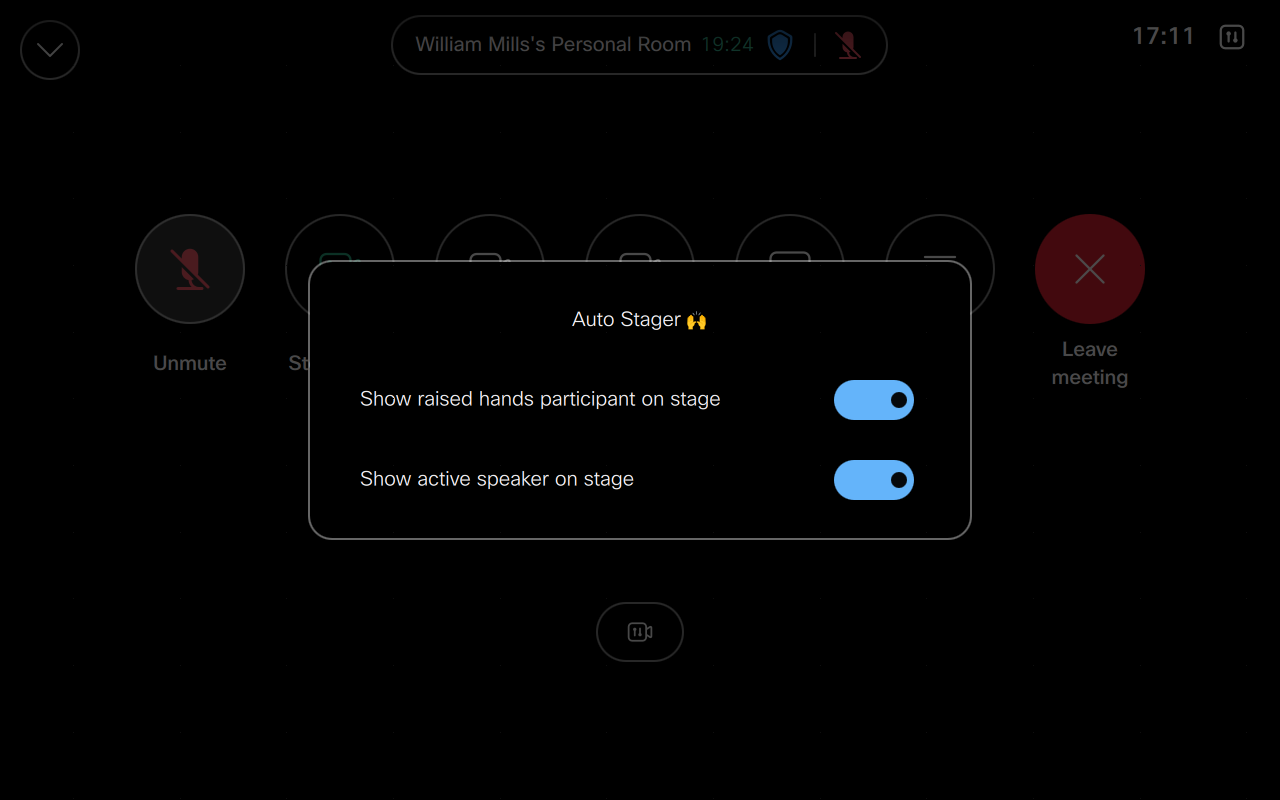 William Mills's Personal Room 19:24
17:11
Auto Stager 🙌
Show raised hands participant on stage
Show active speaker on stage
Unmute
Leave
meeting